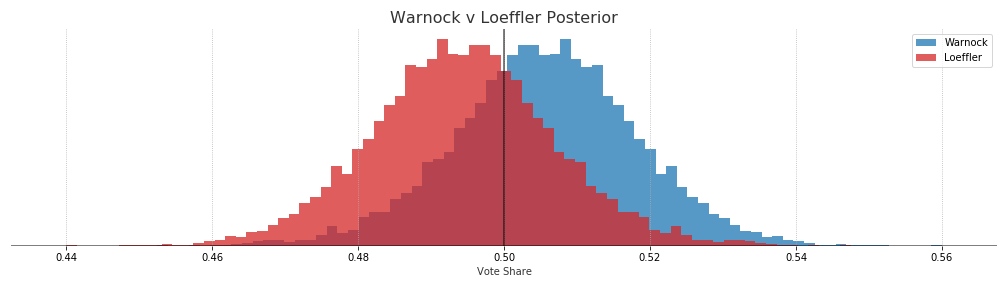 Warnock v Loeffler Posterior
Warnock
Loeffler
0.44 0.46 0.48 0.50 0.52 0.54 0.56
Vote Share